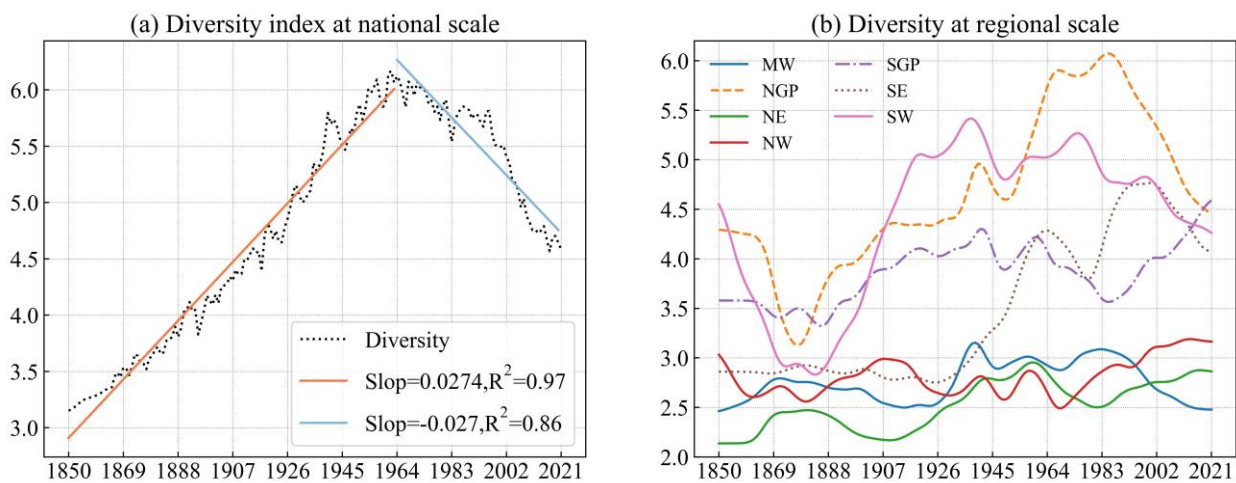 (a) Diversity index at national scale
6.0
5.5
5.0
4.5
4.0
3.5
3.0
Diversity
Slop=0.0274,R²=0.97
Slop=-0.027,R²=0.86
1850 1869 1888 1907 1926 1945 1964 1983 2002 2021
(b) Diversity at regional scale
6.0
5.5
5.0
4.5
4.0
3.5
3.0
2.5
2.0
MW
NGP
NE
NW
SGP
SE
SW
1850 1869 1888 1907 1926 1945 1964 1983 2002 2021